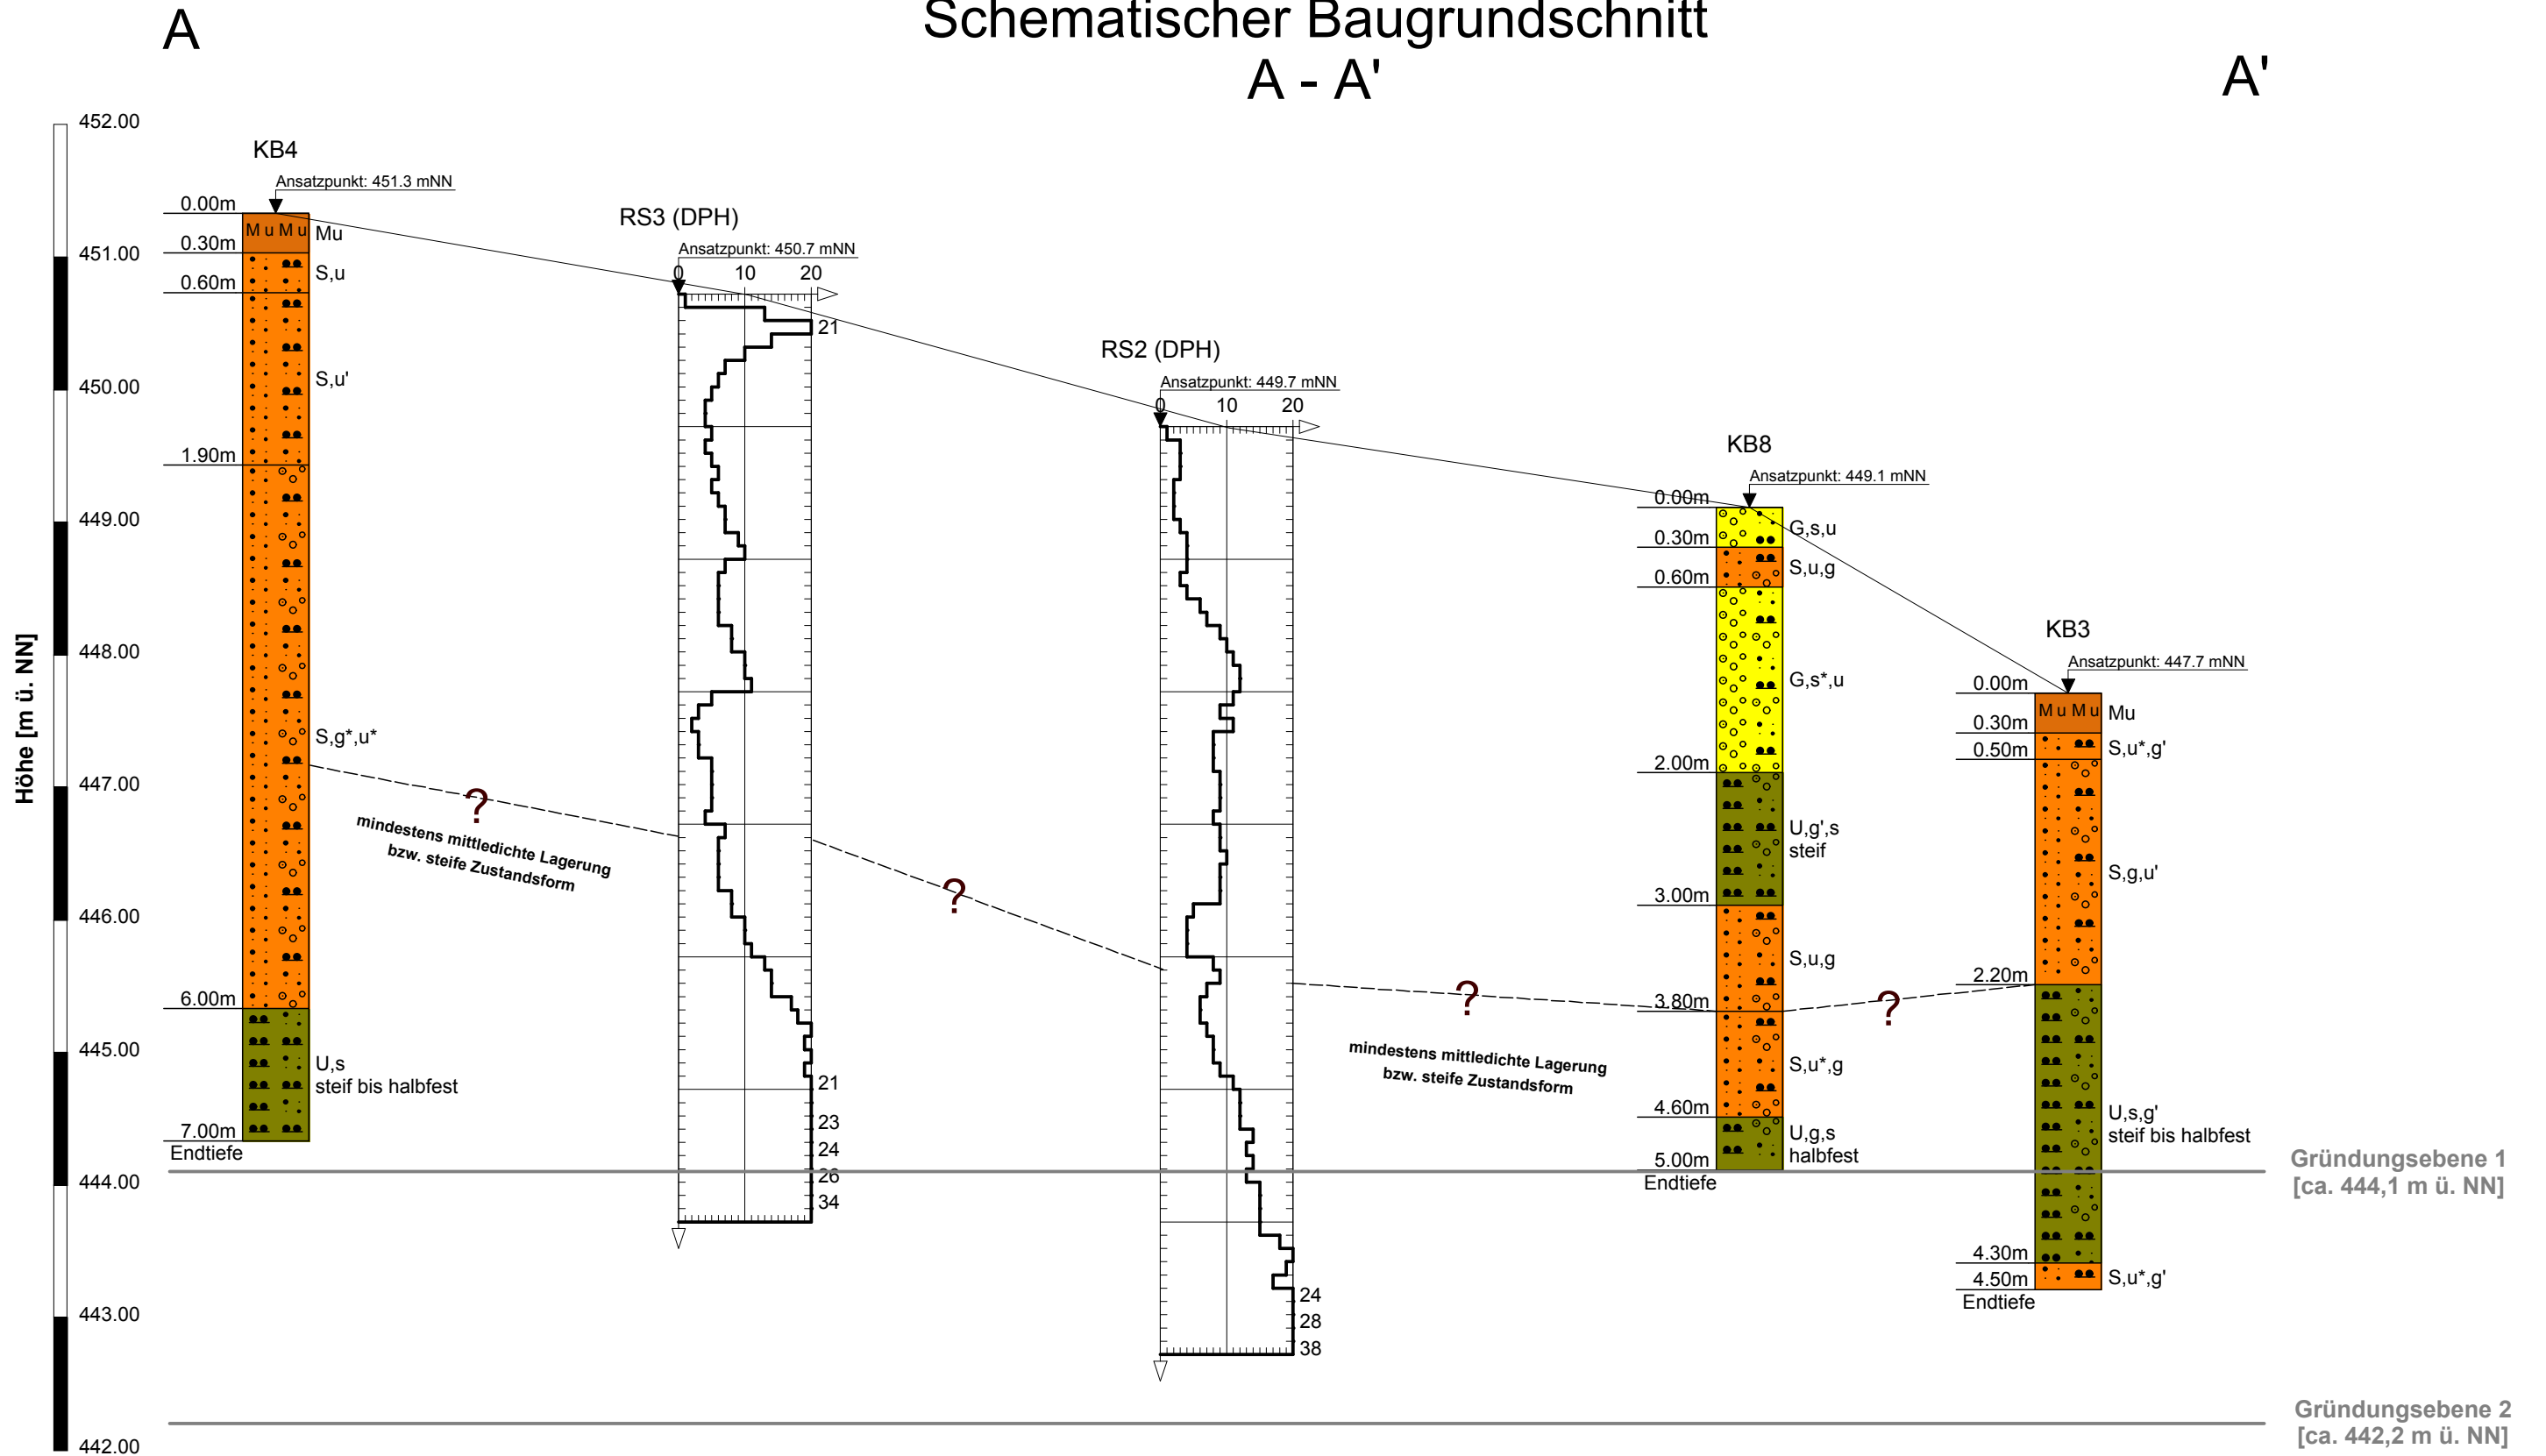 Schematischer Baugrundschnitt
A - A'
A
A'
Höhe [m ü. NN]
452.00
451.00
450.00
449.00
448.00
447.00
446.00
445.00
444.00
443.00
442.00
KB4
Ansatzpunkt: 451.3 mNN
0.00m
0.30m
0.60m
1.90m
6.00m
7.00m
Endtiefe
M u M u
Mu
S,u
S,u'
S,g*,u*
U,s
steif bis halbfest
?
mindestens mittledichte Lagerung
bzw. steife Zustandsform
RS3 (DPH)
Ansatzpunkt: 450.7 mNN
0 10 20
21
21
23
24
26
34
?
RS2 (DPH)
Ansatzpunkt: 449.7 mNN
0 10 20
24
28
38
?
mindestens mittledichte Lagerung
bzw. steife Zustandsform
KB8
Ansatzpunkt: 449.1 mNN
0.00m
0.30m
0.60m
2.00m
3.00m
3.80m
4.60m
5.00m
Endtiefe
G,s,u
S,u,g
G,s*,u
U,g',s
steif
S,u,g
S,u*,g
U,g,s
halbfest
?
KB3
Ansatzpunkt: 447.7 mNN
0.00m
0.30m
0.50m
2.20m
4.30m
4.50m
Endtiefe
M u M u
Mu
S,u*,g'
S,g,u'
U,s,g'
steif bis halbfest
S,u*,g'
Gründungsebene 1
[ca. 444,1 m ü. NN]
Gründungsebene 2
[ca. 442,2 m ü. NN]